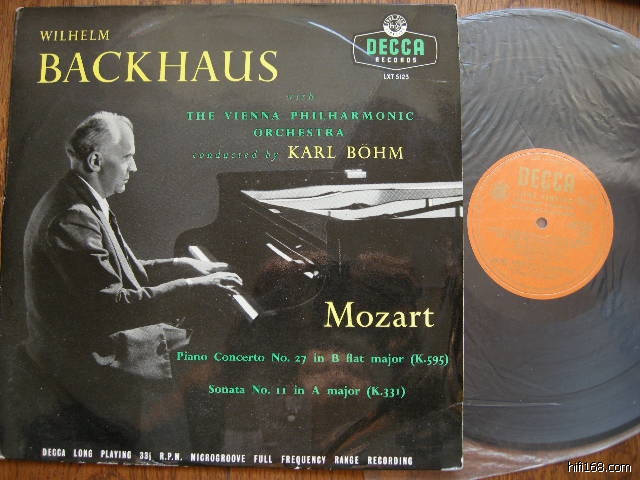 WILHELM
BACKHAUS
with
THE VIENNA PHILHARMONIC
ORCHESTRA
conducted by KARL BÖHM
DECCA
RECORDS
LXT 5123
Mozart
Piano Concerto No. 27 in B flat major (K.595)
Sonata No. 11 in A major (K.331)
DECCA LONG PLAYING 33⅓ R.P.M. MICROGROOVE FULL FREQUENCY RANGE RECORDING
DECCA
hifi168.com